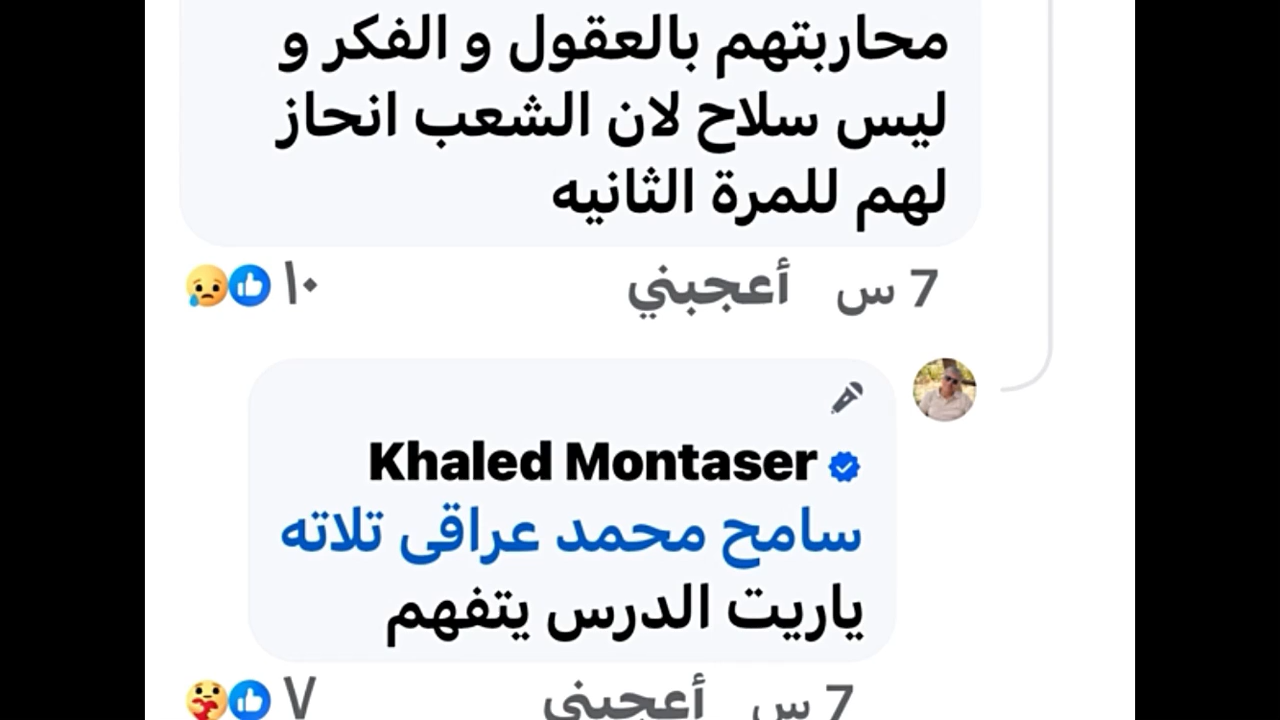 محاربتهم بالعقول و الفكر و
ليس سلاح لان الشعب انحاز
لهم للمرة الثانيه
7 س أعجبني ١٠
Khaled Montaser
سامح محمد عراقى تلاته
ياريت الدرس يتفهم
7 س أعجبني ٧